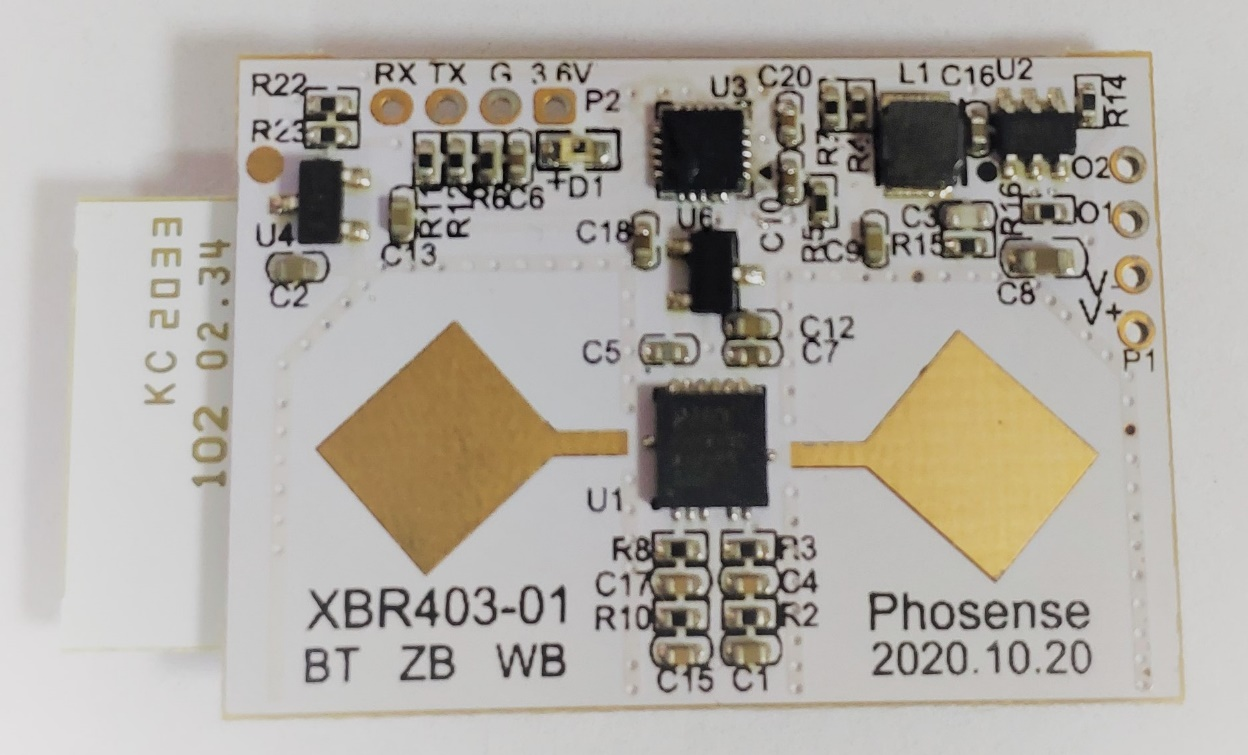 R22
RX TX G 3.6V
P2
R23
U3
C20
L1
C16
U2
R14
R4
O2
D1
R11
R12
R6
C6
U4
C13
C2
C18
U6
C10
R5
C9
C3
R15
R16
O1
C8
V-
V+
P1
KC 2033
102 02.34
C5
C12
C7
U1
R8
R3
C17
C4
R10
R2
C15
C1
XBR403-01
BT ZB WB
Phosense
2020.10.20